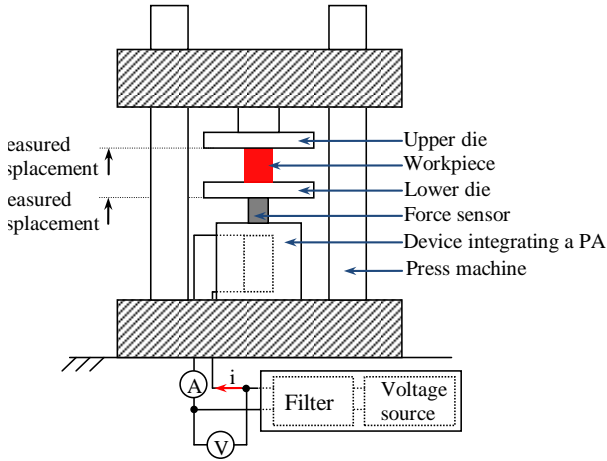 easured
splacement
easured
splacement
Upper die
Workpiece
Lower die
Force sensor
Device integrating a PA
Press machine
A
i
V
Filter
Voltage
source